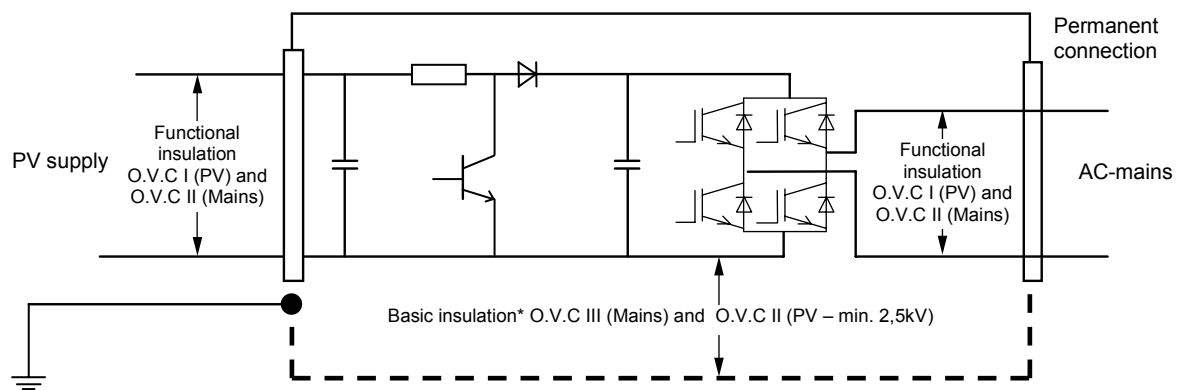 Permanent
connection
PV supply
Functional
insulation
O.V.C I (PV) and
O.V.C II (Mains)
Functional
insulation
O.V.C I (PV) and
O.V.C II (Mains)
AC-mains
Basic insulation* O.V.C III (Mains) and O.V.C II (PV – min. 2,5kV)